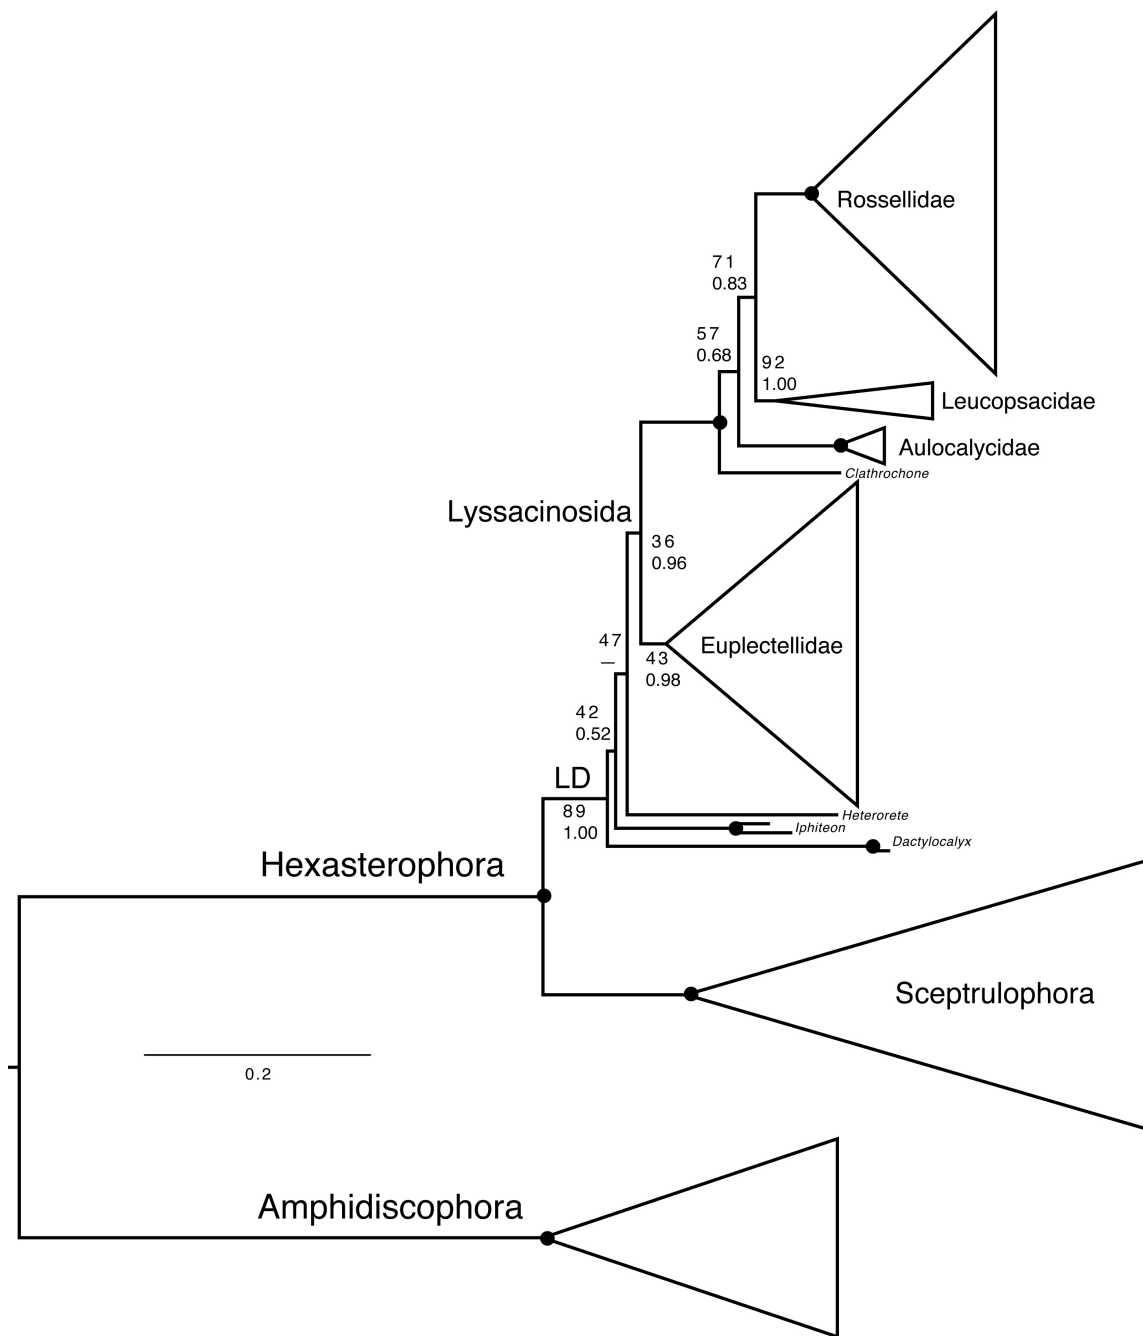 Rossellidae
71
0.83
57
0.68
92
1.00
Leucopsacidae
Aulocalycidae
Clathrochone
Lyssacinosida
36
0.96
47
—
Euplectellidae
43
0.98
42
0.52
LD
89
1.00
Heterorete
Iphiteon
Dactylocalyx
Hexasterophora
Sceptrulophora
0.2
Amphidiscophora